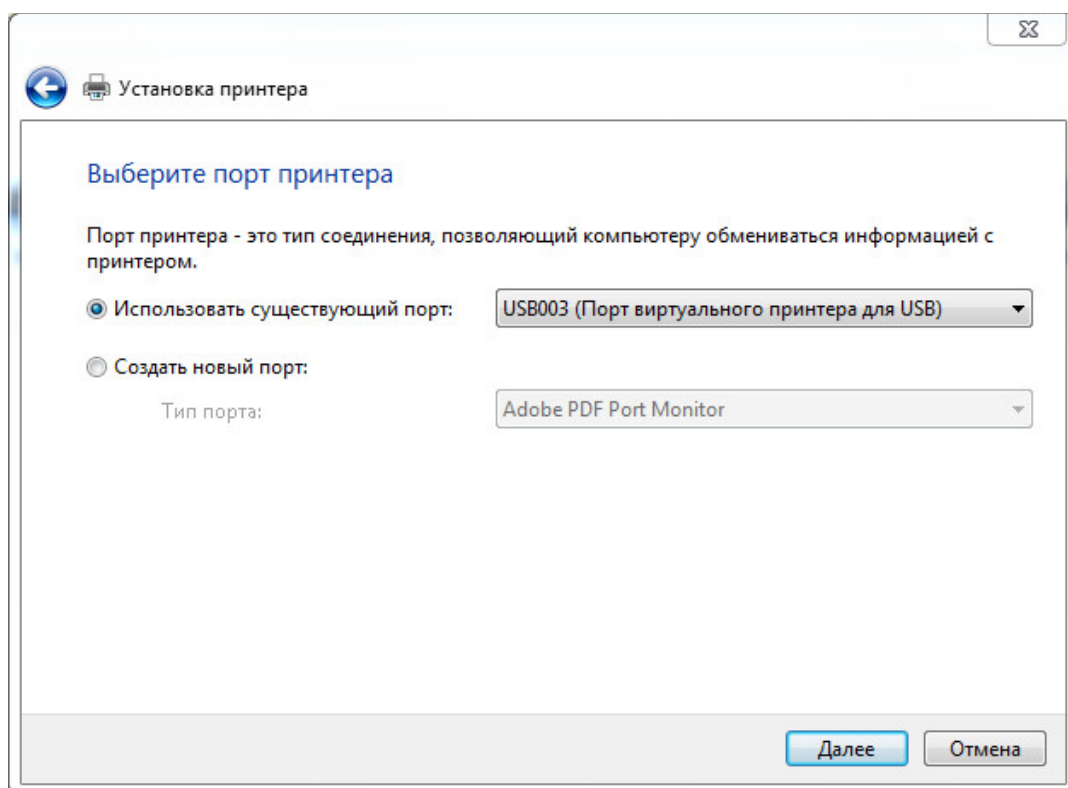 Установка принтера
Выберите порт принтера
Порт принтера - это тип соединения, позволяющий компьютеру обмениваться информацией с
принтером.
Использовать существующий порт: USB003 (Порт виртуального принтера для USB)
Создать новый порт:
Тип порта: Adobe PDF Port Monitor
Далее Отмена